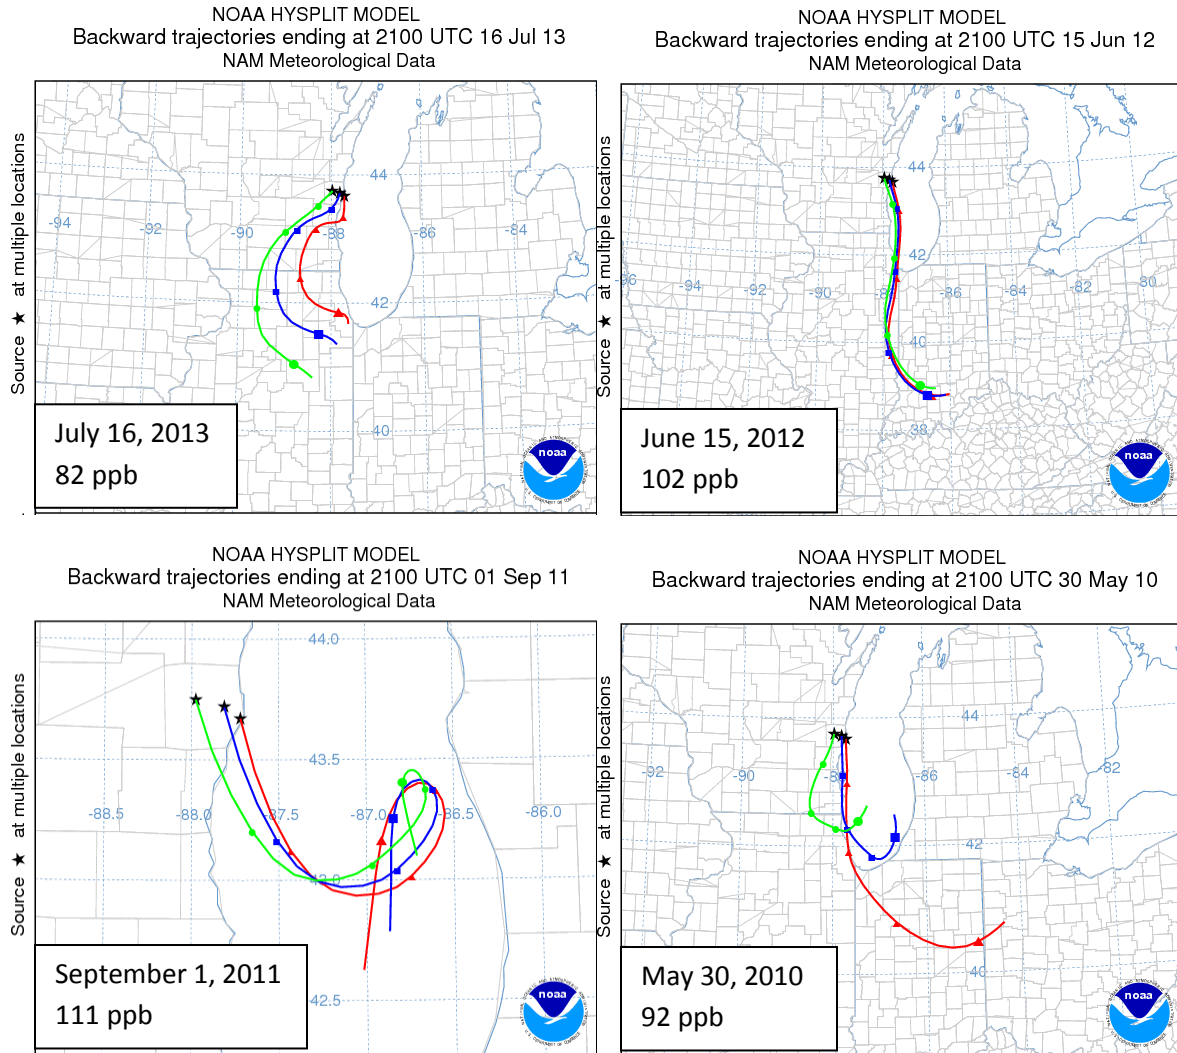 NOAA HYSPLIT MODEL
Backward trajectories ending at 2100 UTC 16 Jul 13
NAM Meteorological Data
Source ★ at multiple locations
44
-94
-92
-90
-88
-86
-84
42
40
July 16, 2013
82 ppb
noaa
NOAA HYSPLIT MODEL
Backward trajectories ending at 2100 UTC 15 Jun 12
NAM Meteorological Data
Source ★ at multiple locations
44
42
-96
-92
-90
-88
-86
-84
-82
80
40
38
June 15, 2012
102 ppb
noaa
NOAA HYSPLIT MODEL
Backward trajectories ending at 2100 UTC 01 Sep 11
NAM Meteorological Data
Source ★ at multiple locations
44.0
43.5
-88.5
-88.0
-87.5
-87.0
-86.5
-86.0
43.0
42.5
September 1, 2011
111 ppb
noaa
NOAA HYSPLIT MODEL
Backward trajectories ending at 2100 UTC 30 May 10
NAM Meteorological Data
Source ★ at multiple locations
44
-92
-90
-88
-86
-84
-82
42
40
May 30, 2010
92 ppb
noaa